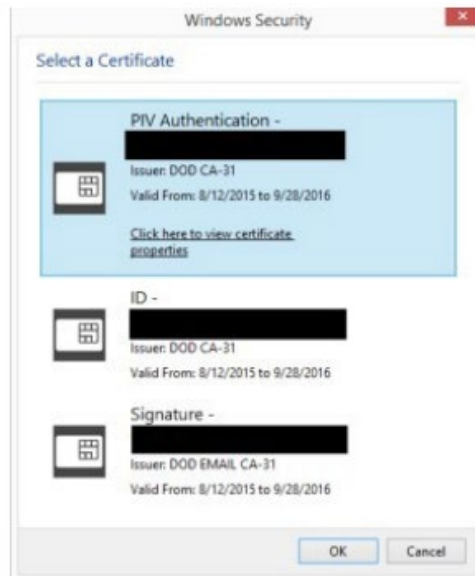 Windows Security
Select a Certificate
PIV Authentication -
Issuer: DOD CA-31
Valid From: 8/12/2015 to 9/28/2016
Click here to view certificate
properties
ID -
Issuer: DOD CA-31
Valid From: 8/12/2015 to 9/28/2016
Signature -
Issuer: DOD EMAIL CA-31
Valid From: 8/12/2015 to 9/28/2016
OK Cancel